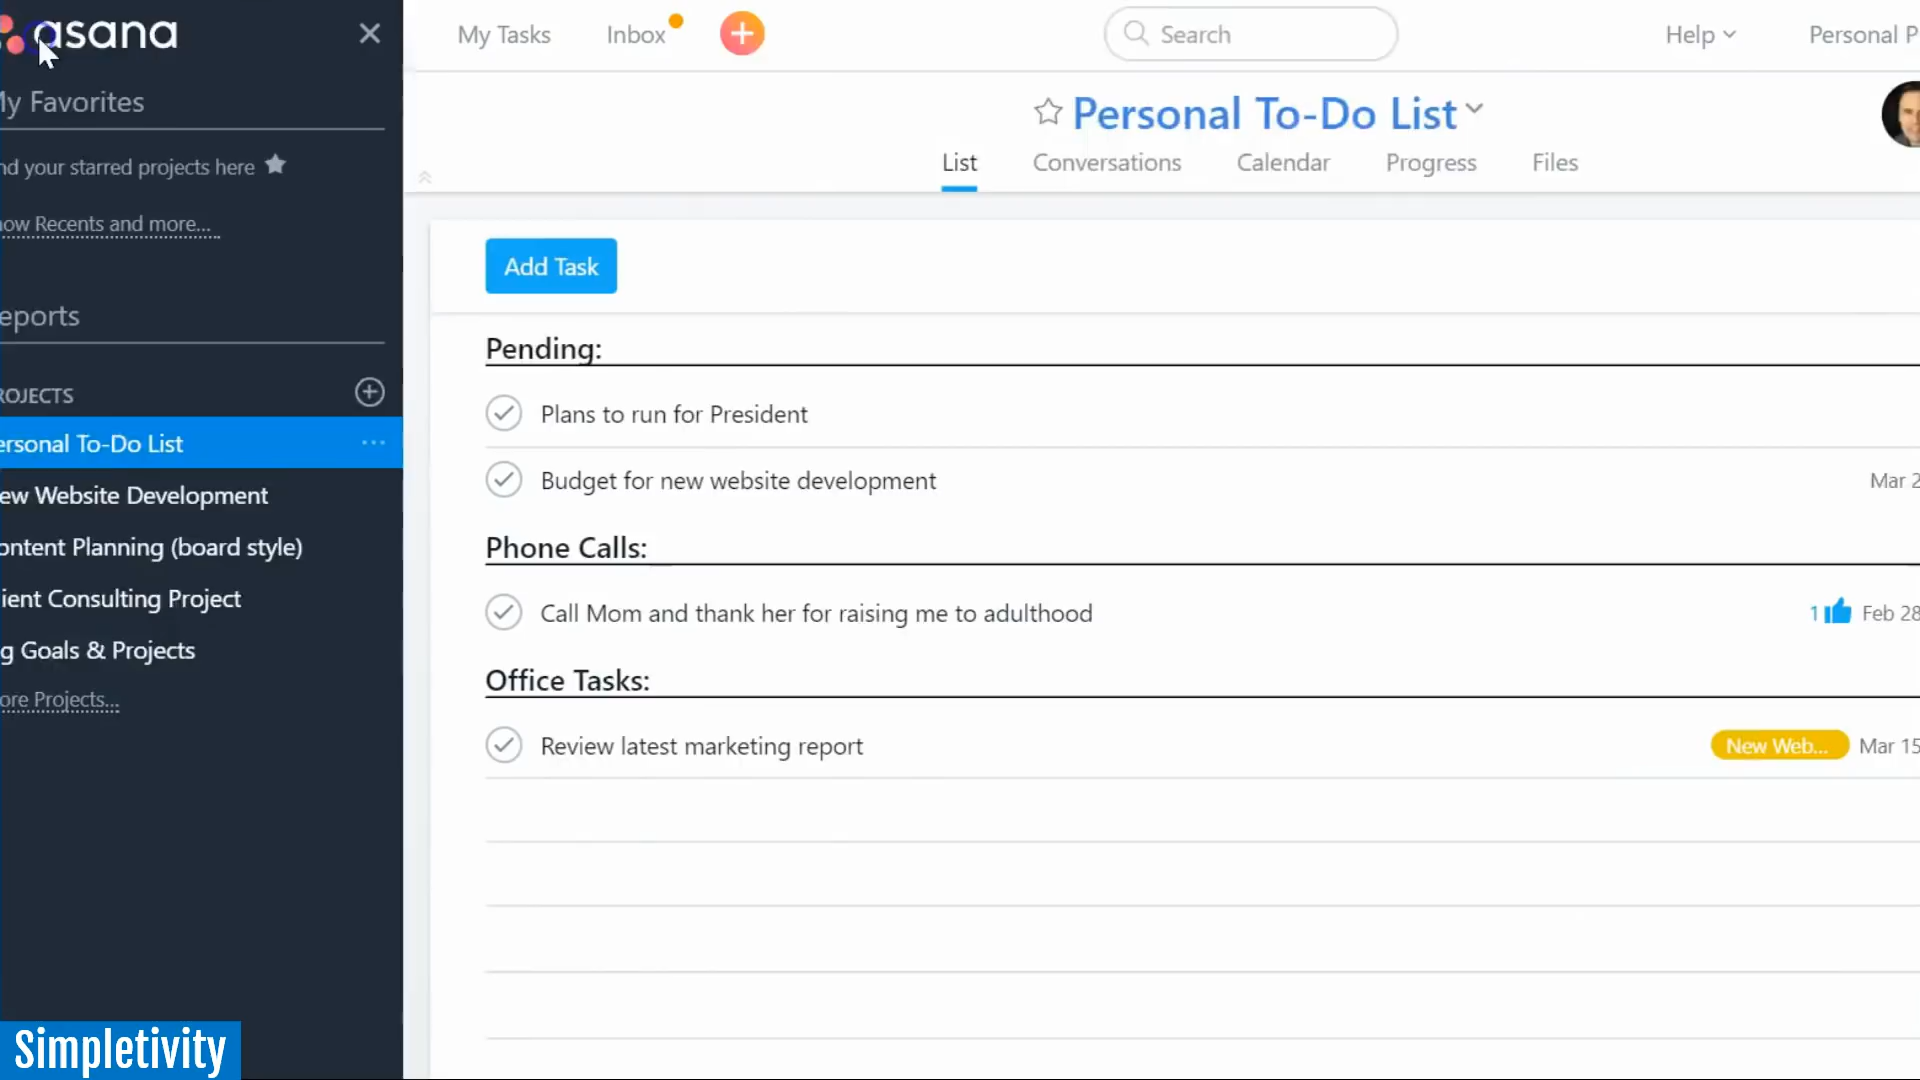 asana
My Tasks Inbox Search Help Personal P
My Favorites
Personal To-Do List
nd your starred projects here
List Conversations Calendar Progress Files
how Recents and more...
Add Task
eports
Pending:
ROJECTS
Plans to run for President
ersonal To-Do List
Budget for new website development Mar 2
ew Website Development
ontent Planning (board style)
Phone Calls:
ient Consulting Project
Call Mom and thank her for raising me to adulthood 1 Feb 28
g Goals & Projects
Office Tasks:
ore Projects...
Review latest marketing report New Web... Mar 15
Simpletivity